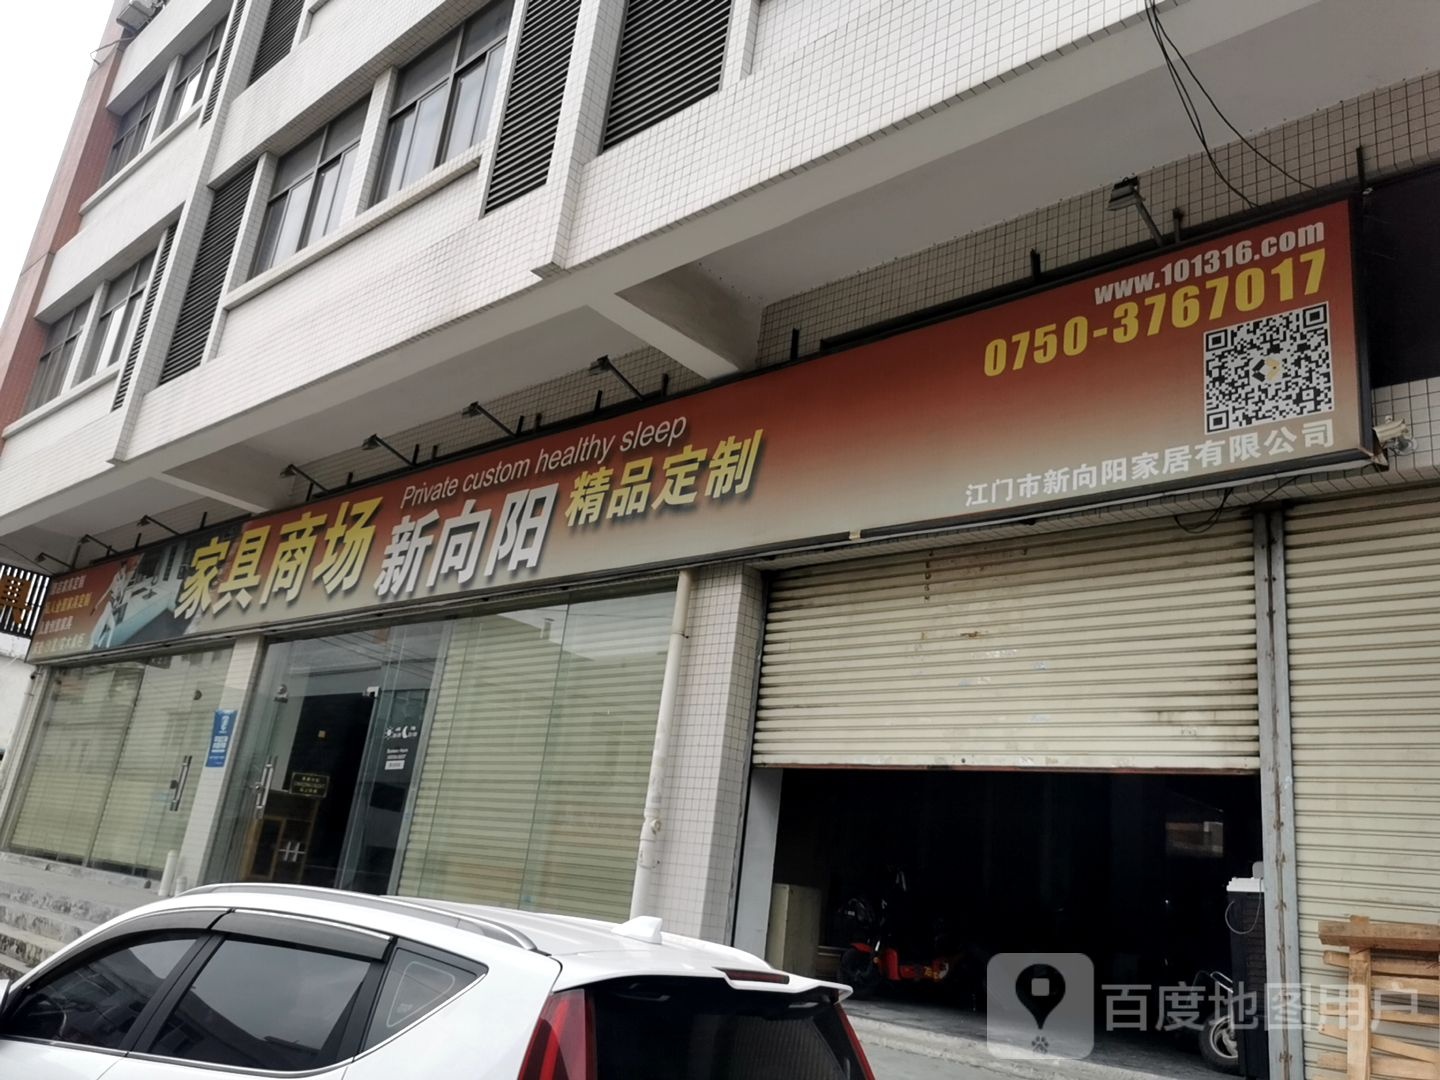 www.101316.com
0750-3767017
江门市新向阳家居有限公司
Private custom healthy sleep
家具商场 新向阳 精品定制
百度地图用户